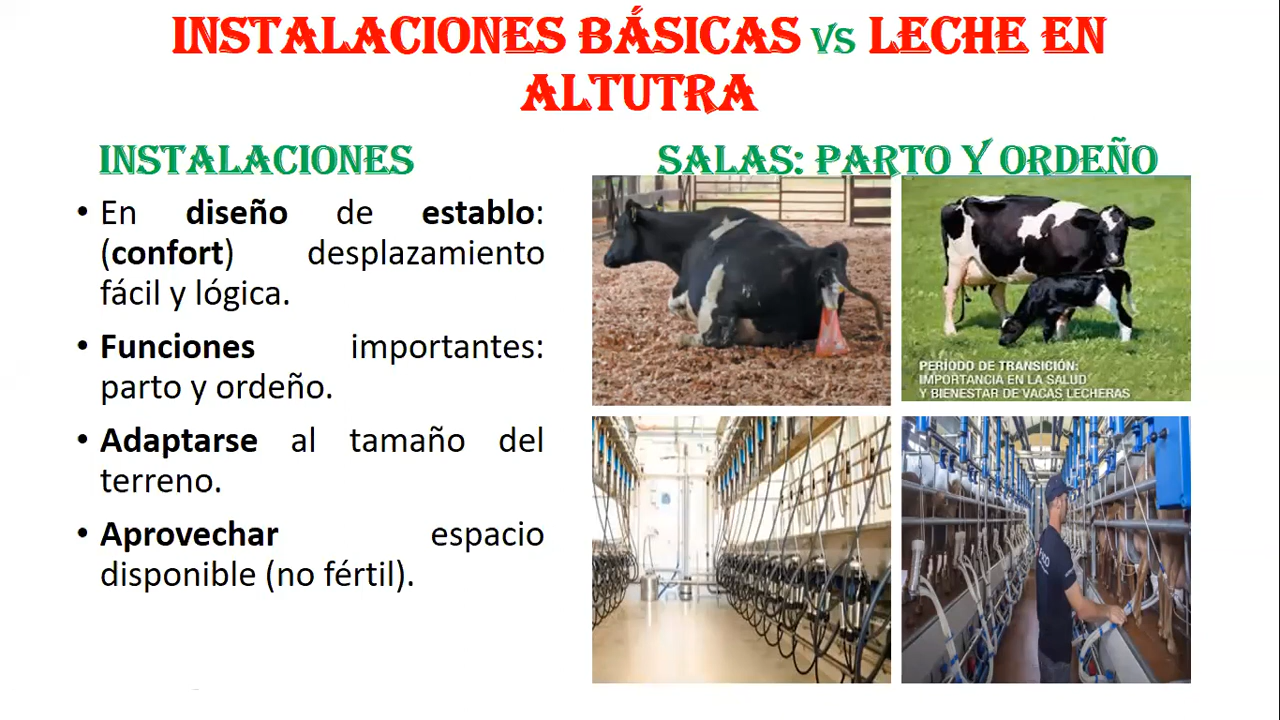 INSTALACIONES BÁSICAS VS LECHE EN
ALTUTRA
INSTALACIONES
• En diseño de establo:
(confort) desplazamiento
fácil y lógica.
• Funciones importantes:
parto y ordeño.
• Adaptarse al tamaño del
terreno.
• Aprovechar espacio
disponible (no fértil).
SALAS: PARTO Y ORDEÑO
PERÍODO DE TRANSICIÓN:
IMPORTANCIA EN LA SALUD
Y BIENESTAR DE VACAS LECHERAS